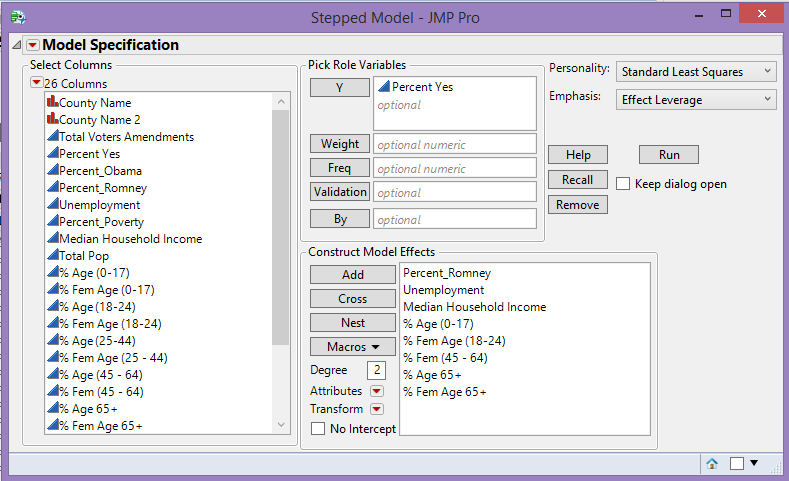 Stepped Model - JMP Pro
Model Specification
Select Columns
26 Columns
County Name
County Name 2
Total Voters Amendments
Percent Yes
Percent_Obama
Percent_Romney
Unemployment
Percent_Poverty
Median Household Income
Total Pop
% Age (0-17)
% Fem Age (0-17)
% Age (18-24)
% Fem Age (18-24)
% Age (25-44)
% Fem Age (25 - 44)
% Age (45 - 64)
% Fem (45 - 64)
% Age 65+
% Fem Age 65+
Pick Role Variables
Y
Percent Yes
optional
Weight
optional numeric
Freq
optional numeric
Validation
optional
By
optional
Personality:
Standard Least Squares
Emphasis:
Effect Leverage
Help
Run
Recall
Keep dialog open
Remove
Construct Model Effects
Add
Cross
Nest
Macros
Degree
2
Attributes
Transform
No Intercept
Percent_Romney
Unemployment
Median Household Income
% Age (0-17)
% Fem Age (18-24)
% Fem (45 - 64)
% Age 65+
% Fem Age 65+